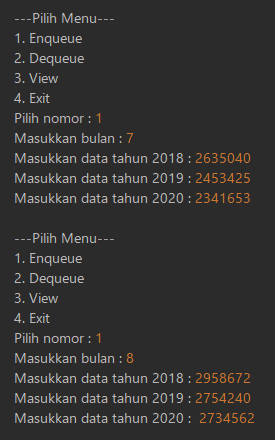 ---Pilih Menu---
1. Enqueue
2. Dequeue
3. View
4. Exit
Pilih nomor : 1
Masukkan bulan : 7
Masukkan data tahun 2018 : 2635040
Masukkan data tahun 2019 : 2453425
Masukkan data tahun 2020 : 2341653

---Pilih Menu---
1. Enqueue
2. Dequeue
3. View
4. Exit
Pilih nomor : 1
Masukkan bulan : 8
Masukkan data tahun 2018 : 2958672
Masukkan data tahun 2019 : 2754240
Masukkan data tahun 2020 :  2734562